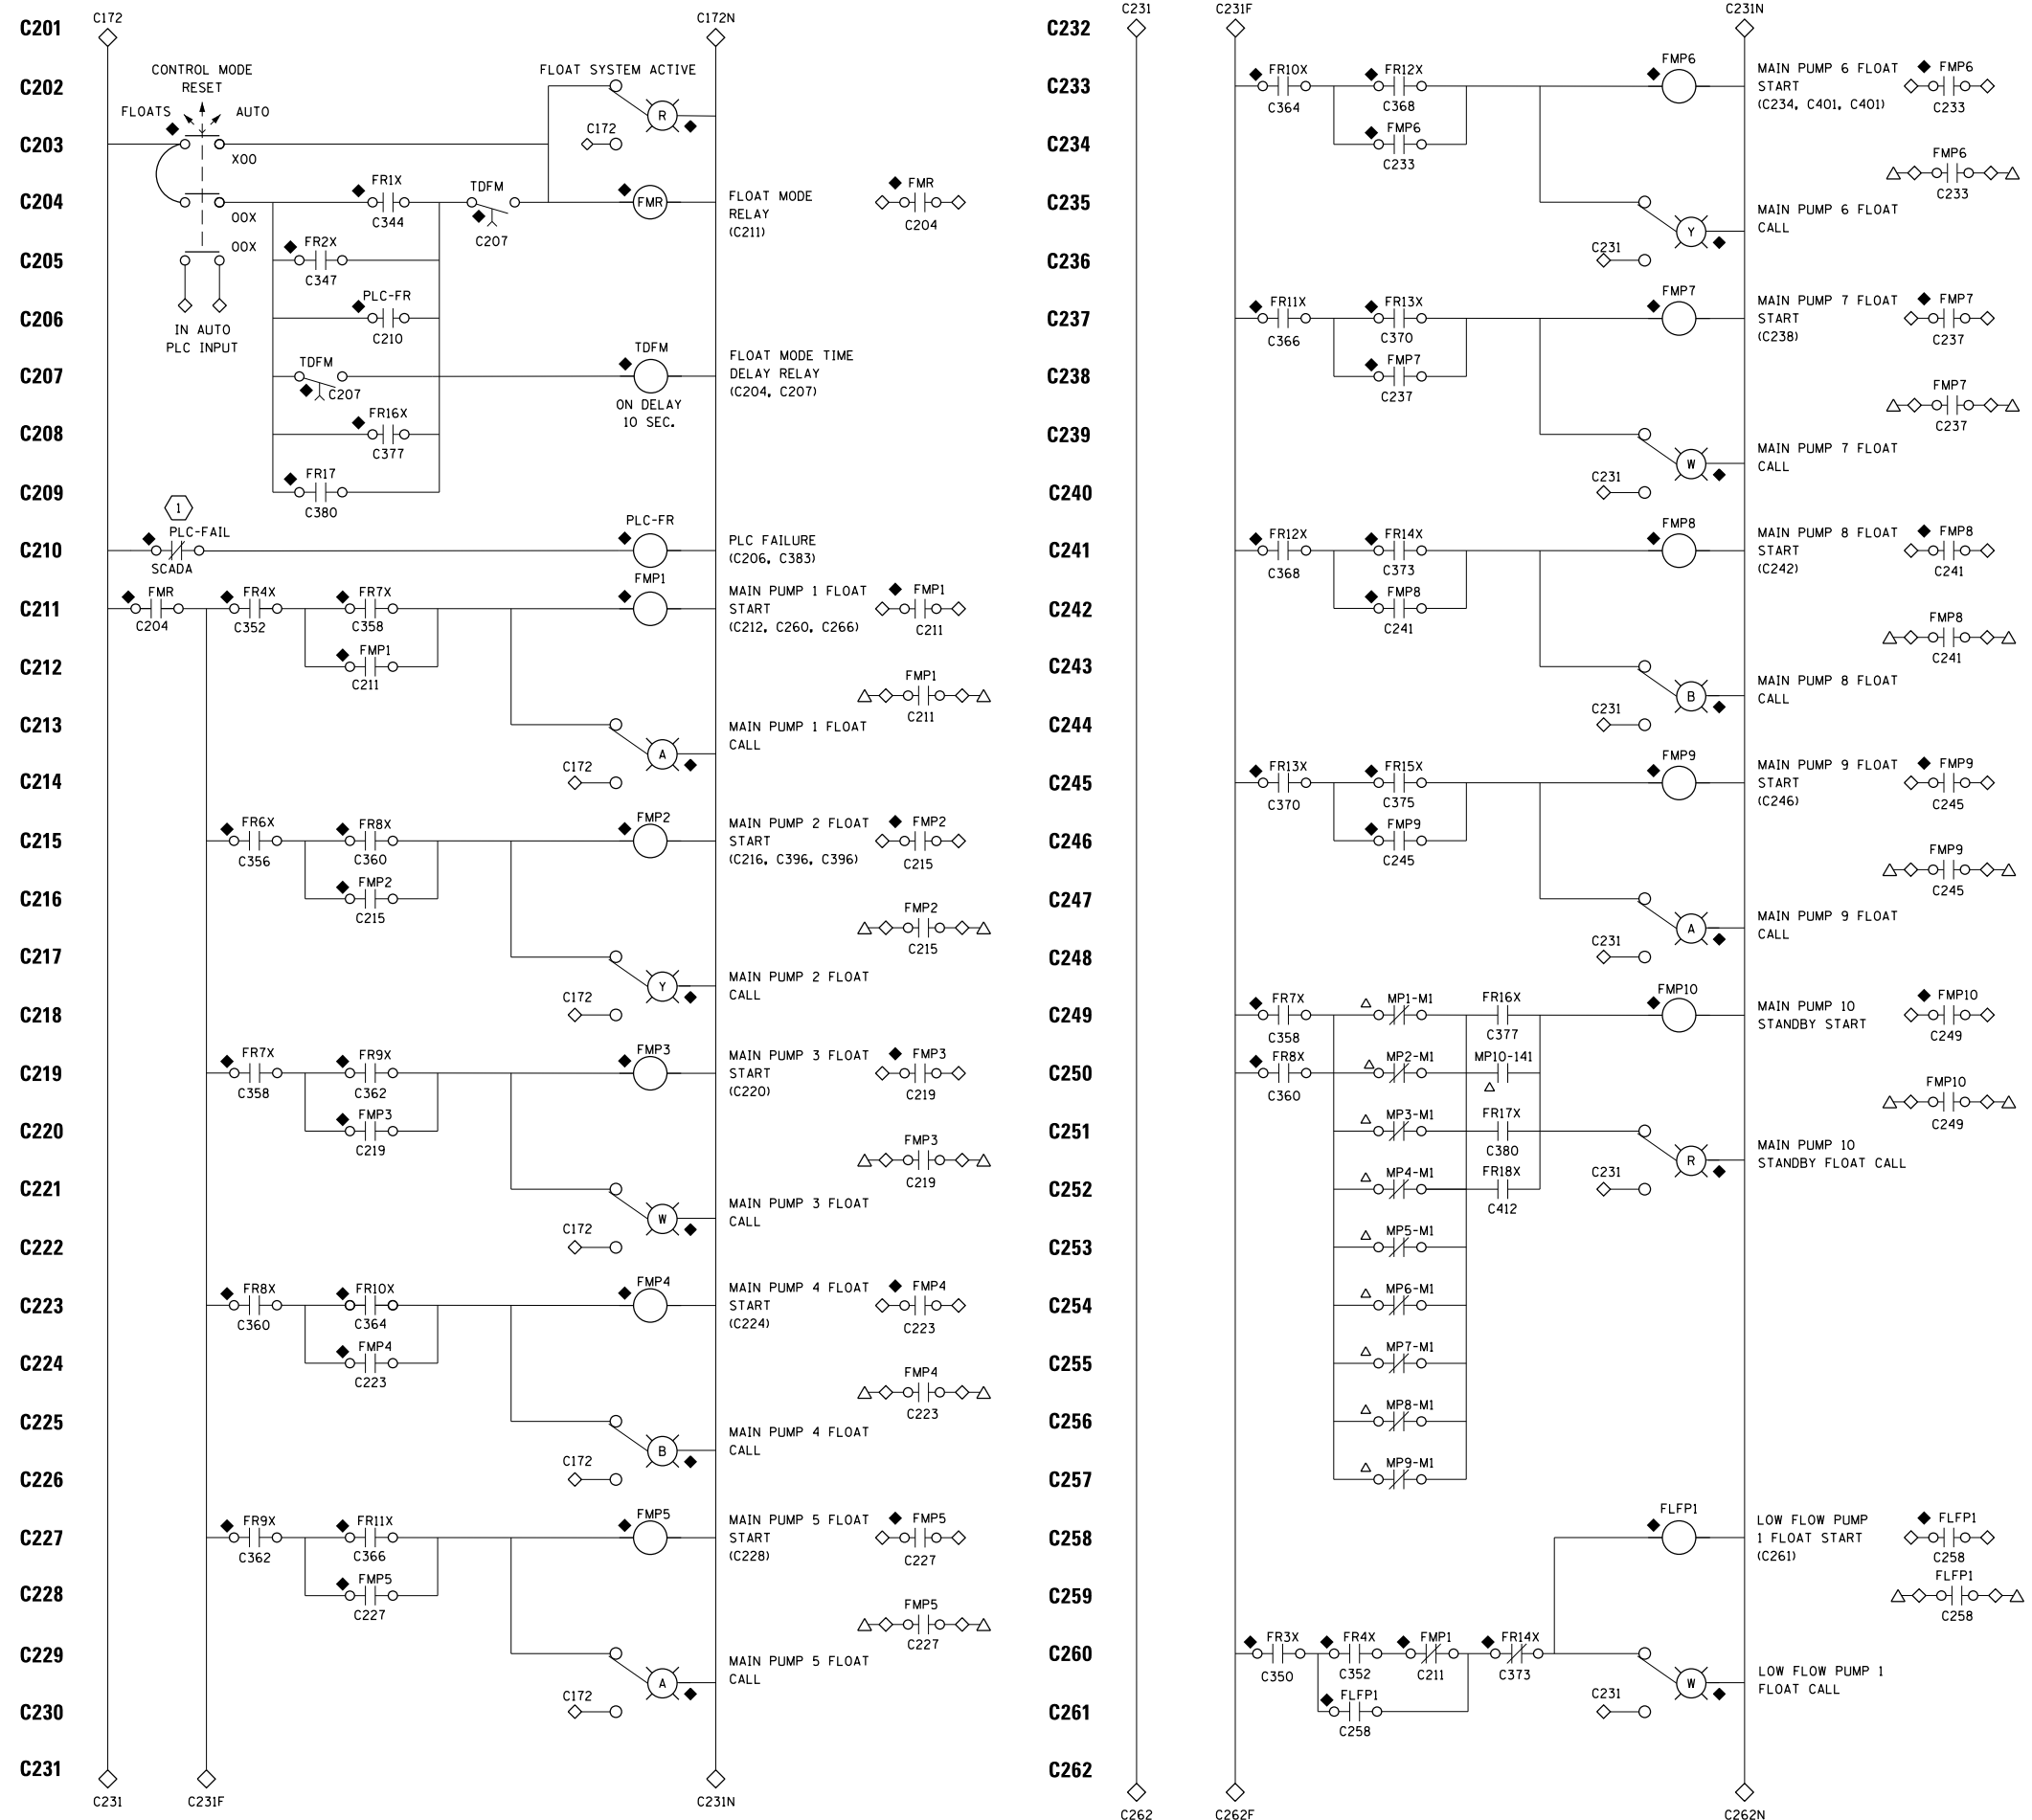 C201
C172
C172N
CONTROL MODE
RESET
FLOAT SYSTEM ACTIVE
C202
FLOATS
AUTO
R
C172
C203
X00
FR1X
TDFM
FMR
C204
00X
C344
C207
FMR
FLOAT MODE
RELAY
(C211)
C204
00X
FR2X
C205
C347
PLC-FR
C206
C210
IN AUTO
PLC INPUT
TDFM
TDFM
C207
C207
FLOAT MODE TIME
DELAY RELAY
(C204, C207)
ON DELAY
10 SEC.
FR16X
C208
C377
FR17
C209
C380
1
PLC-FAIL
PLC-FR
C210
SCADA
PLC FAILURE
(C206, C383)
FMR
FR4X
FR7X
FMP1
MAIN PUMP 1 FLOAT
START
(C212, C260, C266)
FMP1
C211
C204
C352
C358
C211
FMP1
C212
C211
FMP1
C211
C213
MAIN PUMP 1 FLOAT
CALL
A
C172
C214
FR6X
FR8X
FMP2
MAIN PUMP 2 FLOAT
START
(C216, C396, C396)
FMP2
C215
C356
C360
C215
FMP2
C216
C215
FMP2
C215
C217
MAIN PUMP 2 FLOAT
CALL
Y
C172
C218
FR7X
FR9X
FMP3
MAIN PUMP 3 FLOAT
START
(C220)
FMP3
C219
C358
C362
C219
FMP3
C220
C219
FMP3
C219
C221
MAIN PUMP 3 FLOAT
CALL
W
C172
C222
FR8X
FR10X
FMP4
MAIN PUMP 4 FLOAT
START
(C224)
FMP4
C223
C360
C364
C223
FMP4
C224
C223
FMP4
C223
C225
MAIN PUMP 4 FLOAT
CALL
B
C172
C226
FR9X
FR11X
FMP5
MAIN PUMP 5 FLOAT
START
(C228)
FMP5
C227
C362
C366
C227
FMP5
C228
C227
FMP5
C227
C229
MAIN PUMP 5 FLOAT
CALL
A
C172
C230
C231
C231
C231F
C231N
C232
C231
C231F
C231N
FR10X
FR12X
FMP6
MAIN PUMP 6 FLOAT
START
(C234, C401, C401)
FMP6
C233
C364
C368
C233
FMP6
C234
C233
FMP6
C233
C235
MAIN PUMP 6 FLOAT
CALL
Y
C231
C236
FR11X
FR13X
FMP7
MAIN PUMP 7 FLOAT
START
(C238)
FMP7
C237
C366
C370
C237
FMP7
C238
C237
FMP7
C237
C239
MAIN PUMP 7 FLOAT
CALL
W
C231
C240
FR12X
FR14X
FMP8
MAIN PUMP 8 FLOAT
START
(C242)
FMP8
C241
C368
C373
C241
FMP8
C242
C241
FMP8
C241
C243
MAIN PUMP 8 FLOAT
CALL
B
C231
C244
FR13X
FR15X
FMP9
MAIN PUMP 9 FLOAT
START
(C246)
FMP9
C245
C370
C375
C245
FMP9
C246
C245
FMP9
C245
C247
MAIN PUMP 9 FLOAT
CALL
A
C231
C248
FR7X
MP1-M1
FR16X
FMP10
MAIN PUMP 10
STANDBY START
FMP10
C249
C358
C377
C249
FR8X
MP2-M1
MP10-141
C250
C360
FMP10
C249
MP3-M1
FR17X
C251
C380
MAIN PUMP 10
STANDBY FLOAT CALL
R
MP4-M1
FR18X
C231
C252
C412
MP5-M1
C253
MP6-M1
C254
MP7-M1
C255
MP8-M1
C256
MP9-M1
C257
FLFP1
LOW FLOW PUMP
1 FLOAT START
(C261)
FLFP1
C258
C258
FLFP1
C258
C259
FR3X
FR4X
FMP1
FR14X
C260
C350
C352
C211
C373
LOW FLOW PUMP 1
FLOAT CALL
W
FLFP1
C231
C261
C258
C262
C262
C262F
C262N